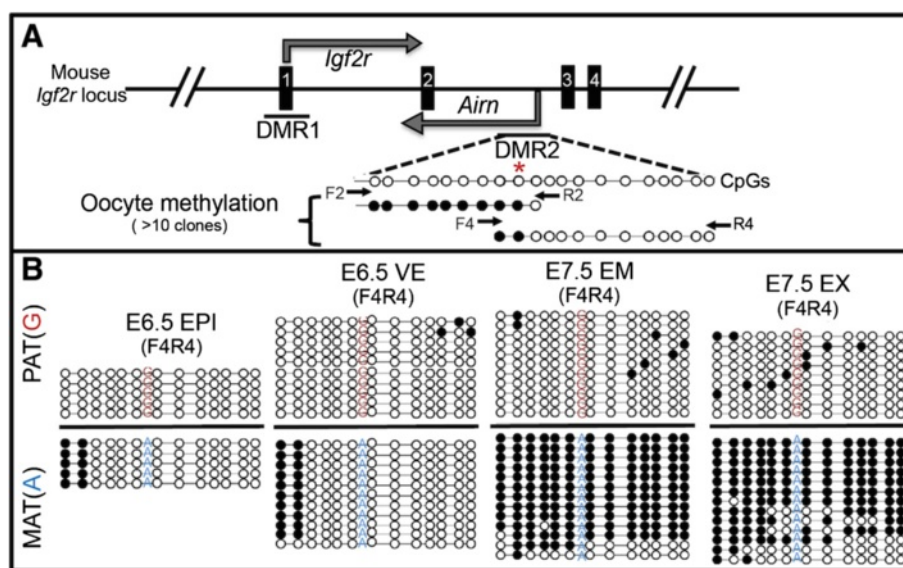 A
Mouse
Igf2r locus
Igf2r
1
2
3
4
Airn
DMR1
DMR2
*
CpGs
Oocyte methylation
( >10 clones)
F2
R2
F4
R4
B
E6.5 EPI
(F4R4)
E6.5 VE
(F4R4)
E7.5 EM
(F4R4)
E7.5 EX
(F4R4)
PAT(G)
MAT(A)